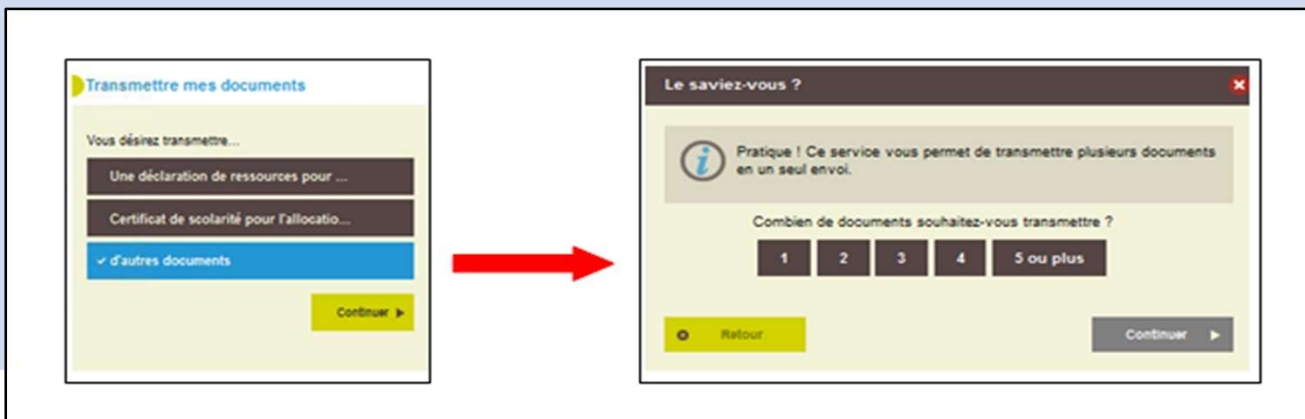 Transmettre mes documents
Vous désirez transmettre...
Une déclaration de ressources pour ...
Certificat de scolarité pour l'allocatio...
d'autres documents
Continuer
Le saviez-vous ?
Pratique ! Ce service vous permet de transmettre plusieurs documents
en un seul envoi.
Combien de documents souhaitez-vous transmettre ?
1 2 3 4 5 ou plus
Retour Continuer